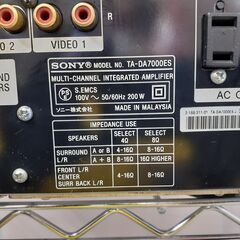 O 2
VIDEO 1
AC O
SONY® MODEL NO. TA-DA7000ES
MULTI-CHANNEL INTEGRATED AMPLIFIER
S.EMCS
100V ~ 50/60Hz 200W
ソニー株式会社 MADE IN MALAYSIA
IMPEDANCE USE
SPEAKERS SELECT 4Ω SELECT 8Ω
SURROUND L/R A or B 4-16Ω 8-16Ω
A + B 8-16Ω 16Ω HIGHER
FRONT L/R
CENTER
SURR BACK L/R 4-16Ω 8-16Ω